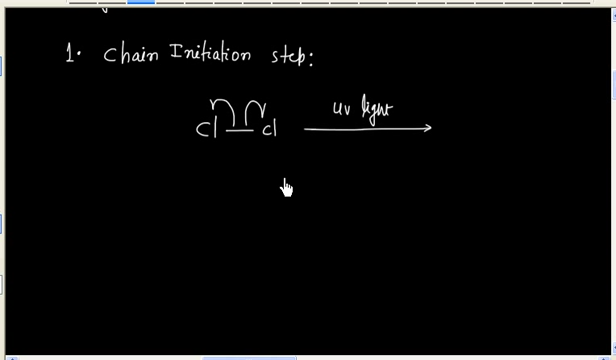 1. Chain Initiation step:
uv light
Cl — Cl